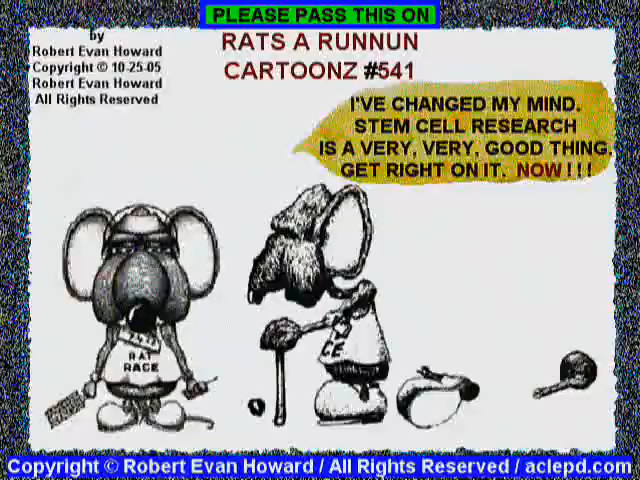 PLEASE PASS THIS ON
by
Robert Evan Howard
Copyright © 10-25-05
Robert Evan Howard
All Rights Reserved
RATS A RUNNUN
CARTOONZ #541
I'VE CHANGED MY MIND.
STEM CELL RESEARCH
IS A VERY, VERY, GOOD THING.
GET RIGHT ON IT. NOW ! ! !
RAT
RACE
CE
Copyright © Robert Evan Howard / All Rights Reserved / aclepd.com